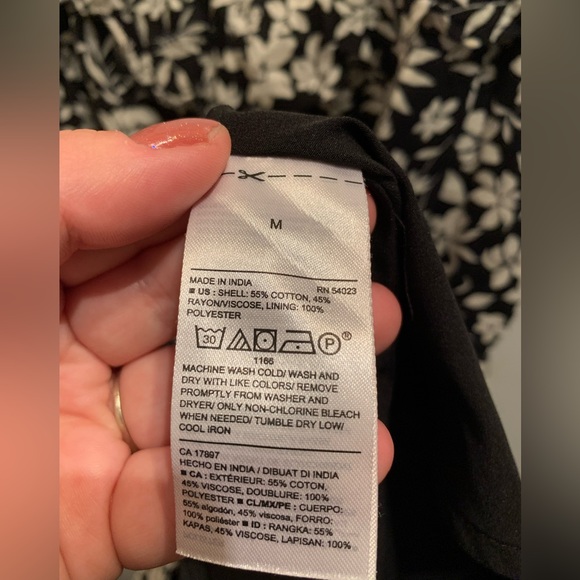 M
MADE IN INDIA RN 54023
■ US : SHELL: 55% COTTON, 45%
RAYON/VISCOSE, LINING: 100%
POLYESTER
30 P ®
1166
MACHINE WASH COLD/ WASH AND
DRY WITH LIKE COLORS/ REMOVE
PROMPTLY FROM WASHER AND
DRYER/ ONLY NON-CHLORINE BLEACH
WHEN NEEDED/ TUMBLE DRY LOW/
COOL IRON
CA 17897
HECHO EN INDIA / DIBUAT DI INDIA
■ CA : EXTÉRIEUR: 55% COTON,
45% VISCOSE, DOUBLURE: 100%
POLYESTER ■ CL/MX/PE : CUERPO:
55% algodón, 45% viscosa, FORRO:
100% poliéster ■ ID : RANGKA: 55%
KAPAS, 45% VISCOSE, LAPISAN: 100%